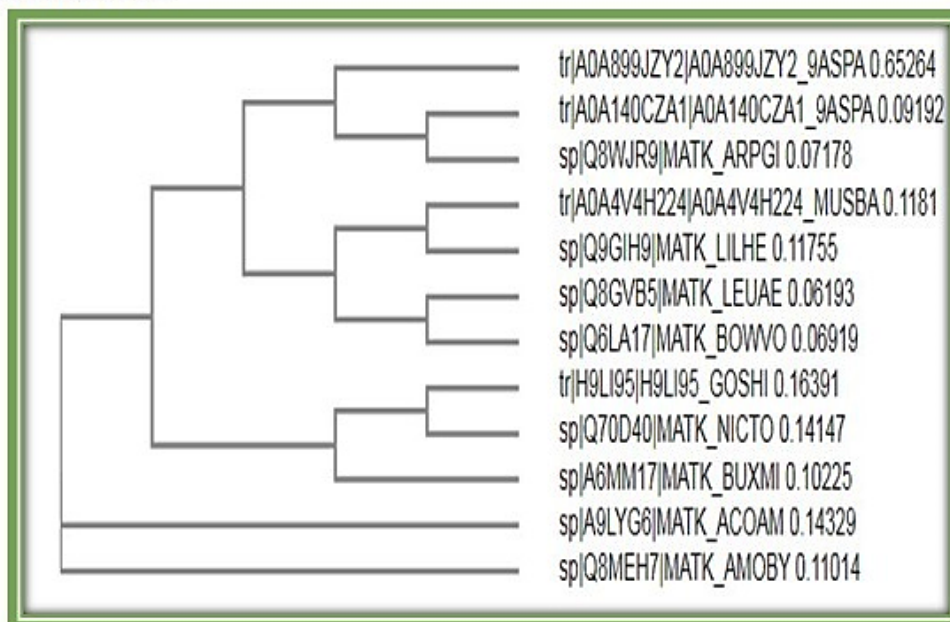 tr|A0A899JZY2|A0A899JZY2_9ASPA 0.65264
tr|A0A140CZA1|A0A140CZA1_9ASPA 0.09192
sp|Q8WJR9|MATK_ARPGI 0.07178
tr|A0A4V4H224|A0A4V4H224_MUSBA 0.1181
sp|Q9GIH9|MATK_LILHE 0.11755
sp|Q8GVB5|MATK_LEUAE 0.06193
sp|Q6LA17|MATK_BOWVO 0.06919
tr|H9LI95|H9LI95_GOSHI 0.16391
sp|Q70D40|MATK_NICTO 0.14147
sp|A6MM17|MATK_BUXMI 0.10225
sp|A9LYG6|MATK_ACOAM 0.14329
sp|Q8MEH7|MATK_AMOBY 0.11014